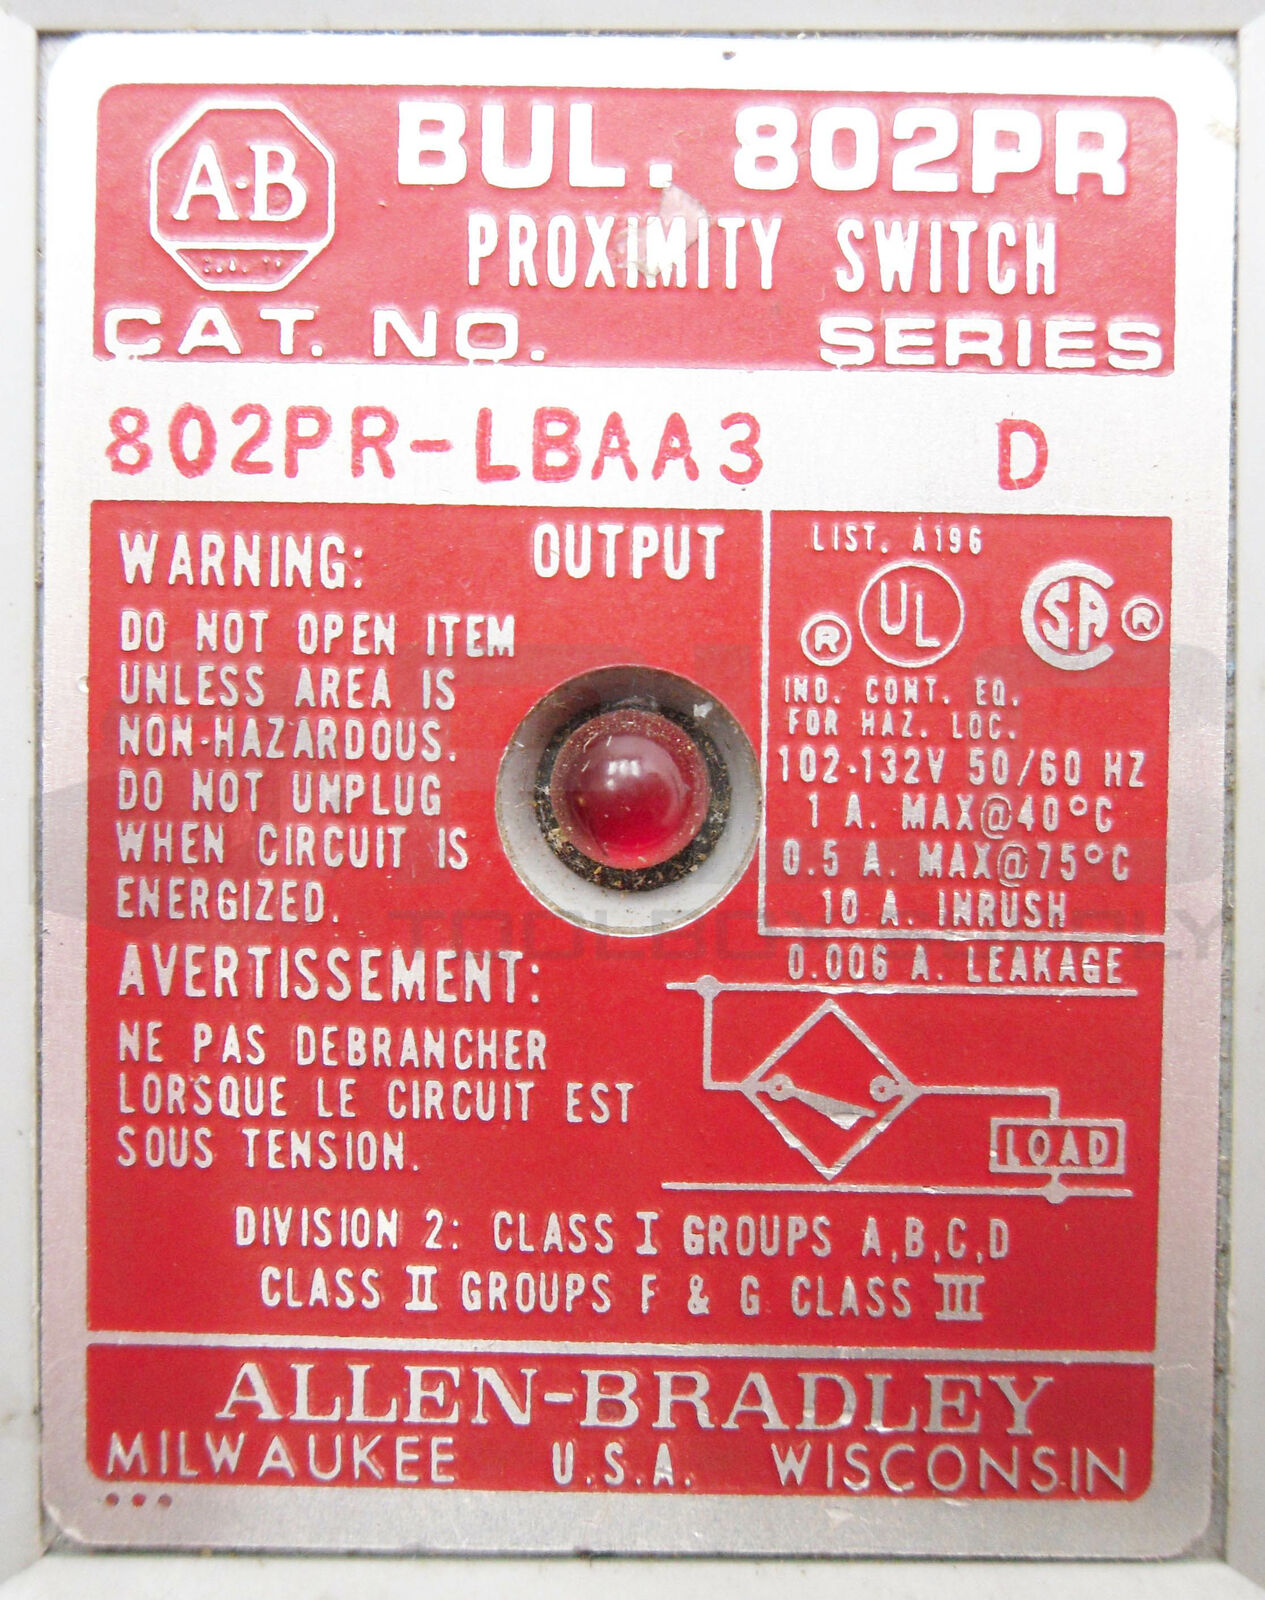 A·B
BUL. 802PR
PROXIMITY SWITCH
CAT. NO. SERIES
802PR-LBAA3 D
WARNING: OUTPUT
DO NOT OPEN ITEM
UNLESS AREA IS
NON-HAZARDOUS.
DO NOT UNPLUG
WHEN CIRCUIT IS
ENERGIZED.
AVERTISSEMENT:
NE PAS DEBRANCHER
LORSQUE LE CIRCUIT EST
SOUS TENSION.
LIST. A196
® UL SA ®
IND. CONT. EQ.
FOR HAZ. LOC.
102-132V 50/60 HZ
1 A. MAX@40°C
0.5 A. MAX@75°C
10 A. INRUSH
0.006 A. LEAKAGE
LOAD
DIVISION 2: CLASS I GROUPS A,B,C,D
CLASS II GROUPS F & G CLASS III
ALLEN-BRADLEY
MILWAUKEE U.S.A. WISCONSIN